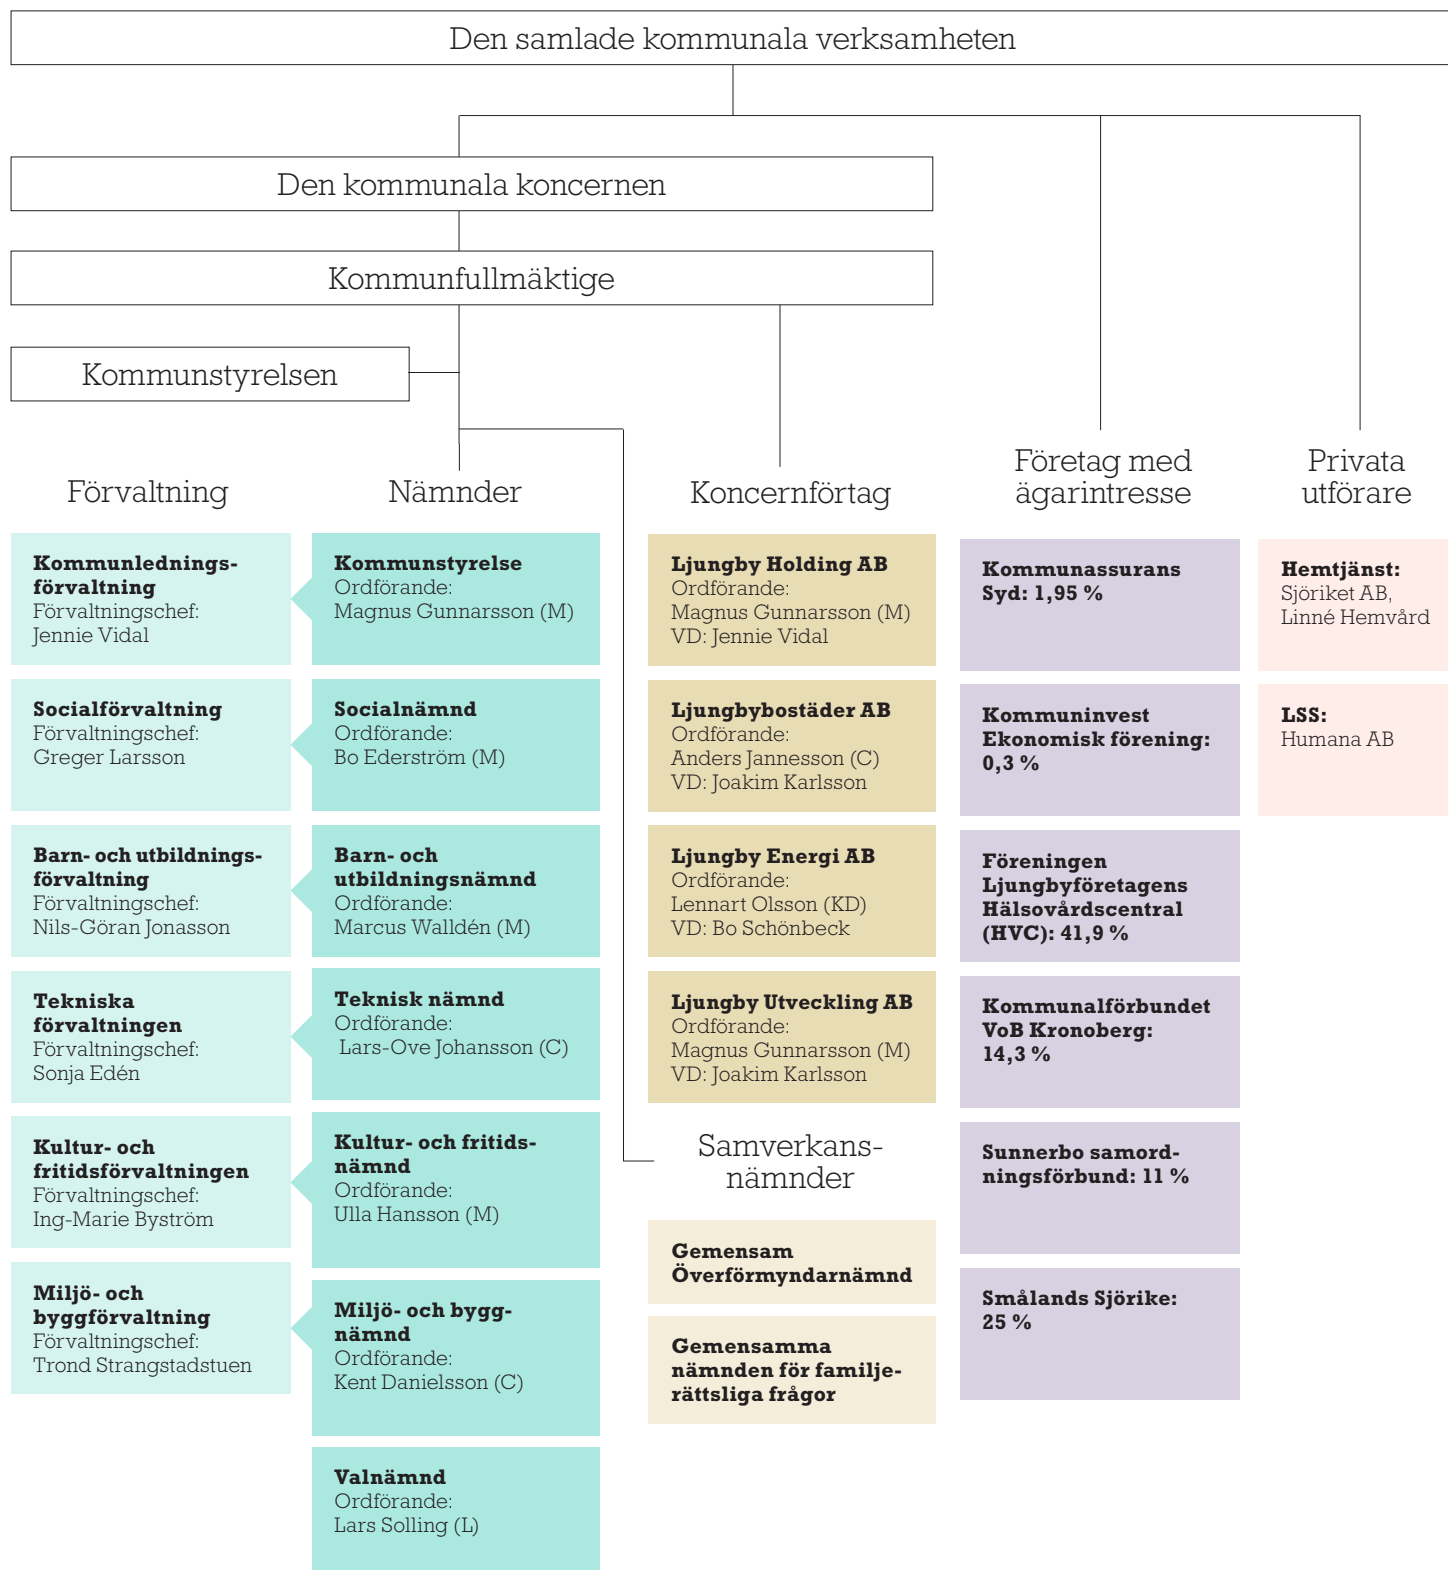 Den samlade kommunala verksamheten
Den kommunala koncernen
Kommunfullmäktige
Kommunstyrelsen
Förvaltning
Kommunlednings-
förvaltning
Förvaltningschef:
Jennie Vidal
Socialförvaltning
Förvaltningschef:
Greger Larsson
Barn- och utbildnings-
förvaltning
Förvaltningschef:
Nils-Göran Jonasson
Tekniska
förvaltningen
Förvaltningschef:
Sonja Edén
Kultur- och
fritidsförvaltningen
Förvaltningschef:
Ing-Marie Byström
Miljö- och
byggförvaltning
Förvaltningschef:
Trond Strangstadstuen
Nämnder
Kommunstyrelse
Ordförande:
Magnus Gunnarsson (M)
Socialnämnd
Ordförande:
Bo Ederström (M)
Barn- och
utbildningsnämnd
Ordförande:
Marcus Walldén (M)
Teknisk nämnd
Ordförande:
Lars-Ove Johansson (C)
Kultur- och fritids-
nämnd
Ordförande:
Ulla Hansson (M)
Miljö- och bygg-
nämnd
Ordförande:
Kent Danielsson (C)
Valnämnd
Ordförande:
Lars Solling (L)
Koncernförtag
Ljungby Holding AB
Ordförande:
Magnus Gunnarsson (M)
VD: Jennie Vidal
Ljungbybostäder AB
Ordförande:
Anders Jannesson (C)
VD: Joakim Karlsson
Ljungby Energi AB
Ordförande:
Lennart Olsson (KD)
VD: Bo Schönbeck
Ljungby Utveckling AB
Ordförande:
Magnus Gunnarsson (M)
VD: Joakim Karlsson
Samverkans-
nämnder
Gemensam
Överförmyndarnämnd
Gemensamma
nämnden för familje-
rättsliga frågor
Företag med
ägarintresse
Kommunassurans
Syd: 1,95 %
Kommuninvest
Ekonomisk förening:
0,3 %
Föreningen
Ljungbyföretagens
Hälsovårdscentral
(HVC): 41,9 %
Kommunalförbundet
VoB Kronoberg:
14,3 %
Sunnerbo samord-
ningsförbund: 11 %
Smålands Sjörike:
25 %
Privata
utförare
Hemtjänst:
Sjöriket AB,
Linné Hemvård
LSS:
Humana AB